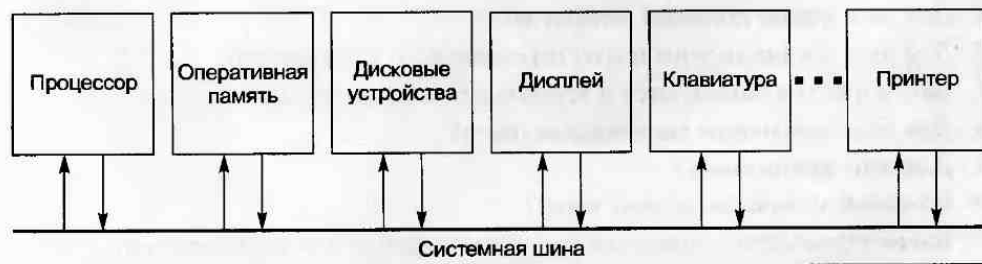 Процессор
Оперативная
память
Дисковые
устройства
Дисплей
Клавиатура
Принтер
Системная шина